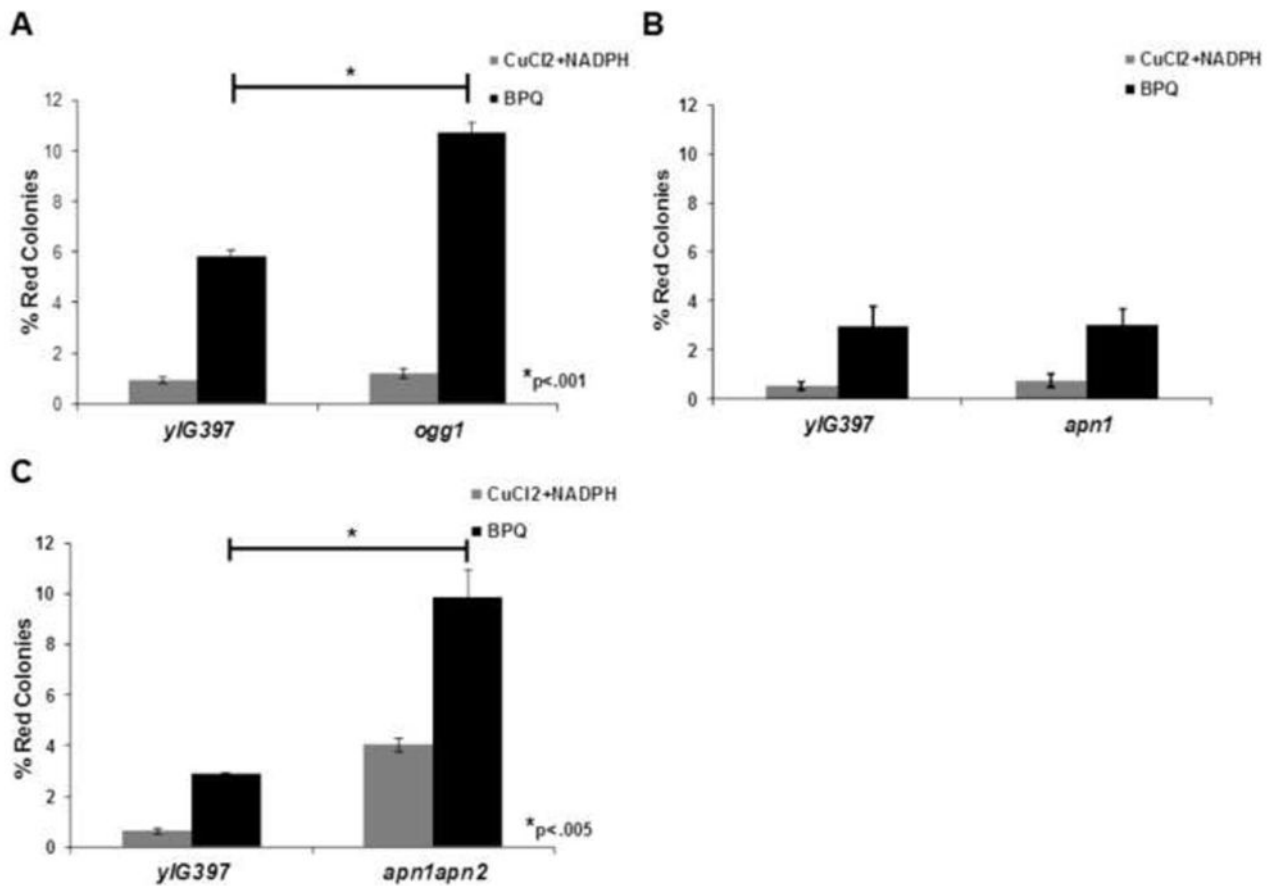 A
* CuCl2+NADPH
BPQ
% Red Colonies
12
10
8
6
4
2
0
*p<.001
yIG397 ogg1
B
CuCl2+NADPH
BPQ
% Red Colonies
12
10
8
6
4
2
0
yIG397 apn1
C
CuCl2+NADPH
* BPQ
% Red Colonies
12
10
8
6
4
2
0
*p<.005
yIG397 apn1apn2